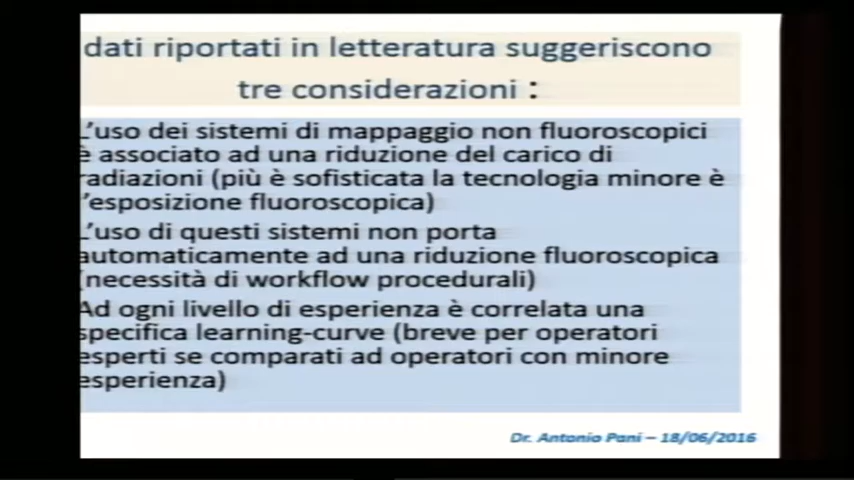 dati riportati in letteratura suggeriscono
tre considerazioni :
L'uso dei sistemi di mappaggio non fluoroscopici
è associato ad una riduzione del carico di
radiazioni (più è sofisticata la tecnologia minore è
l'esposizione fluoroscopica)
L'uso di questi sistemi non porta
automaticamente ad una riduzione fluoroscopica
(necessità di workflow procedurali)
Ad ogni livello di esperienza è correlata una
specifica learning-curve (breve per operatori
esperti se comparati ad operatori con minore
esperienza)
Dr. Antonio Pani – 18/06/2016